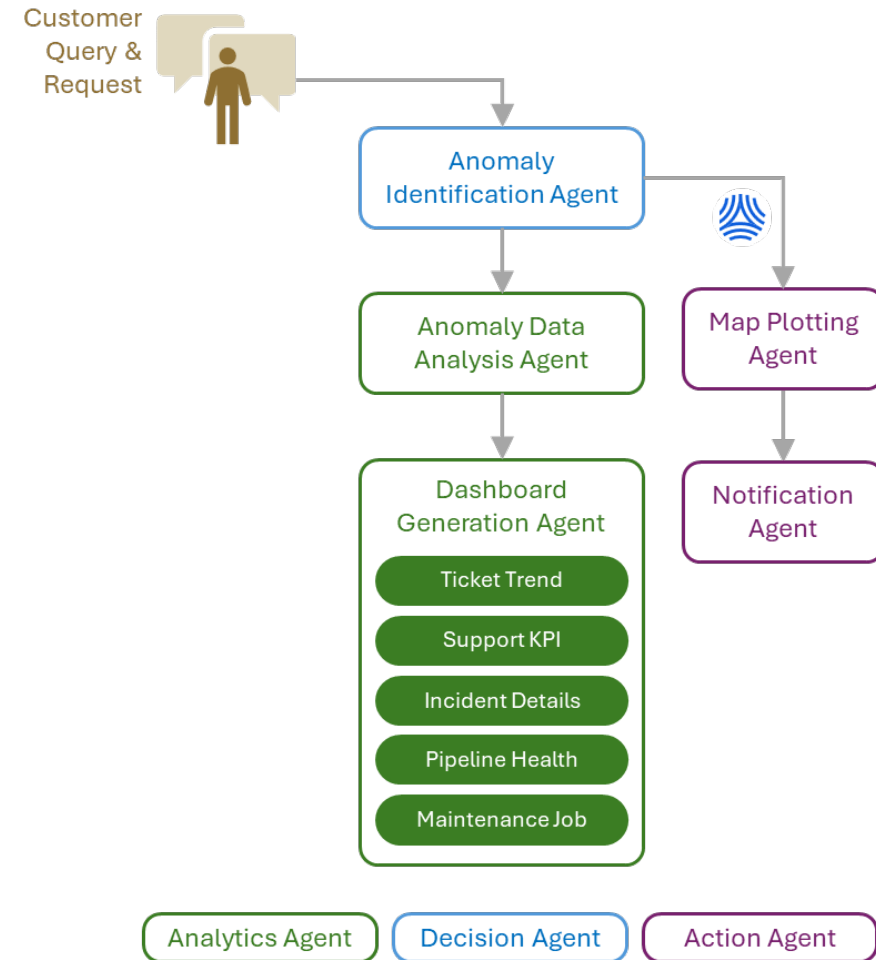 Customer
Query &
Request
Anomaly
Identification Agent
Anomaly Data
Analysis Agent
Map Plotting
Agent
Dashboard
Generation Agent
Notification
Agent
Ticket Trend
Support KPI
Incident Details
Pipeline Health
Maintenance Job
Analytics Agent
Decision Agent
Action Agent